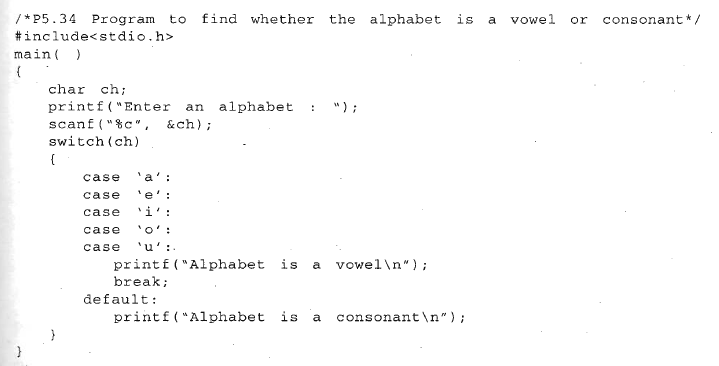 /*P5.34 Program to find whether the alphabet is a vowel or consonant*/
#include<stdio.h>
main( )
{
    char ch;
    printf("Enter an alphabet : ");
    scanf("%c", &ch);
    switch(ch)
    {
        case 'a':
        case 'e':
        case 'i':
        case 'o':
        case 'u':
            printf("Alphabet is a vowel\n");
            break;
        default:
            printf("Alphabet is a consonant\n");
    }
}